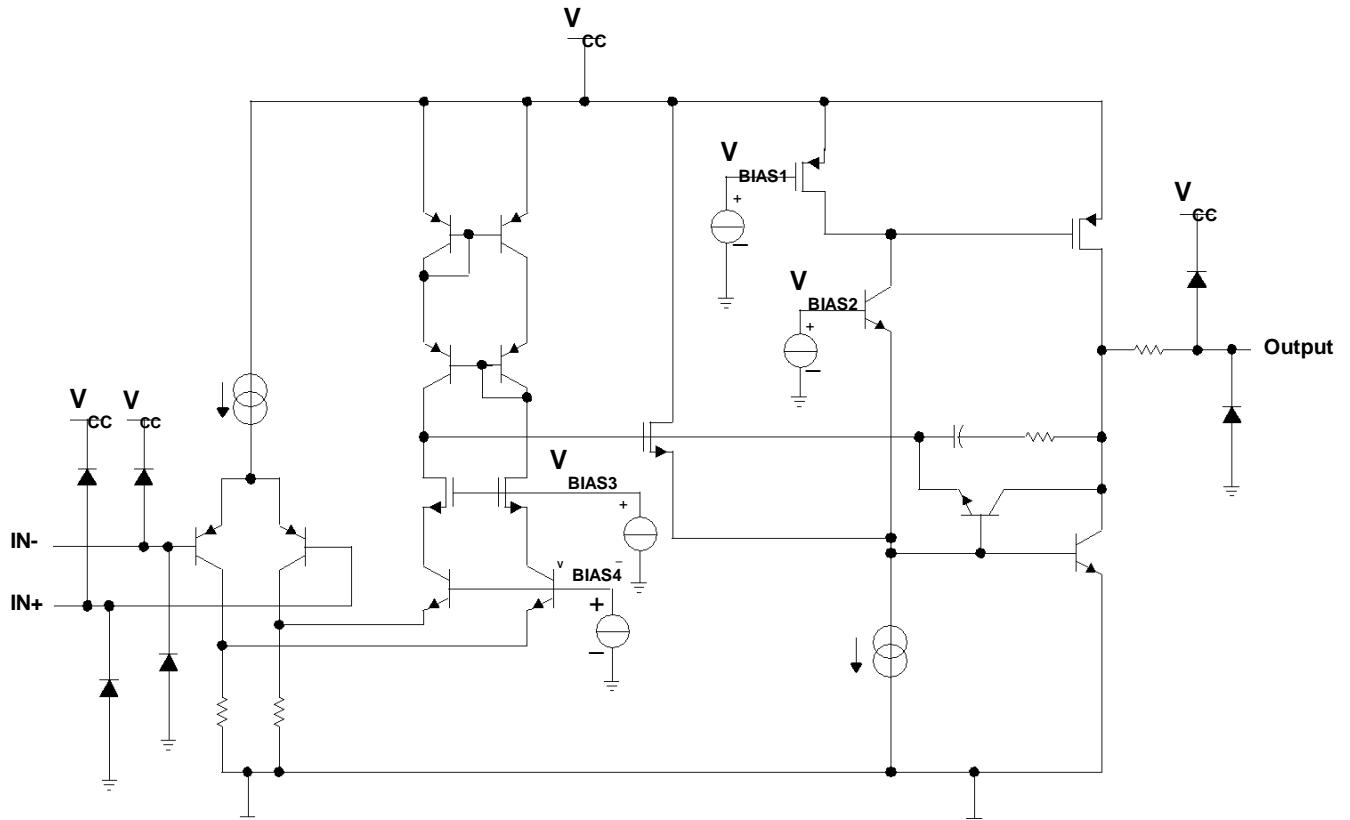 V
CC
V
BIAS1
V
CC
V
BIAS2
+
−
+
−
Output
V
CC
V
CC
V
BIAS3
+
−
IN-
IN+
v
BIAS4
+
−